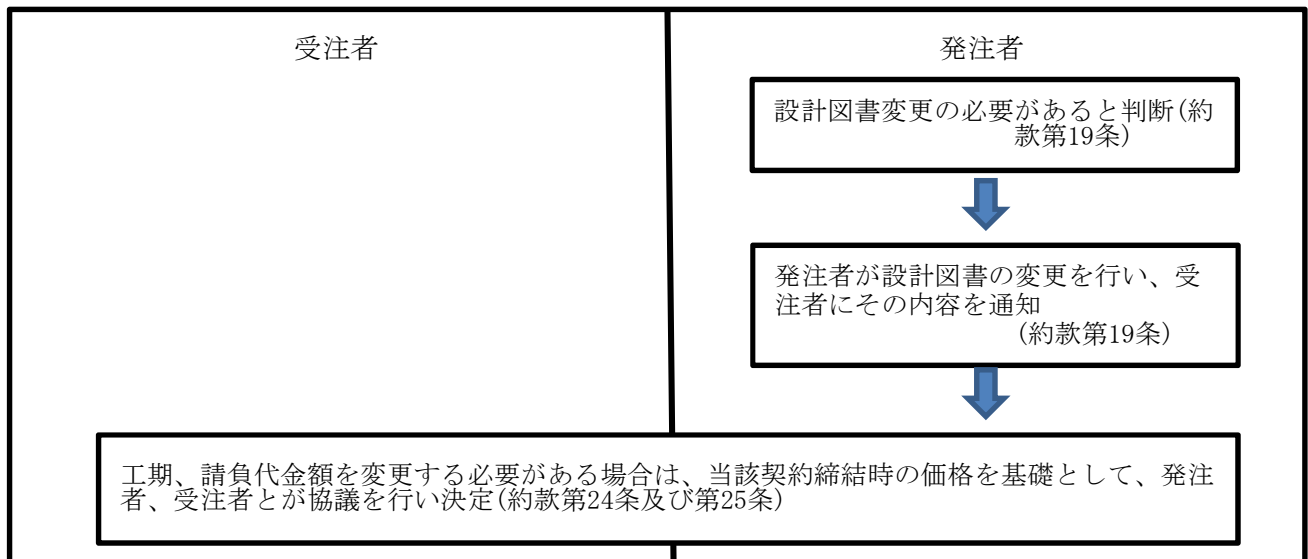 受注者
発注者
設計図書変更の必要があると判断(約
款第19条)
発注者が設計図書の変更を行い、受
注者にその内容を通知
(約款第19条)
工期、請負代金額を変更する必要がある場合は、当該契約締結時の価格を基礎として、発注
者、受注者とが協議を行い決定(約款第24条及び第25条)